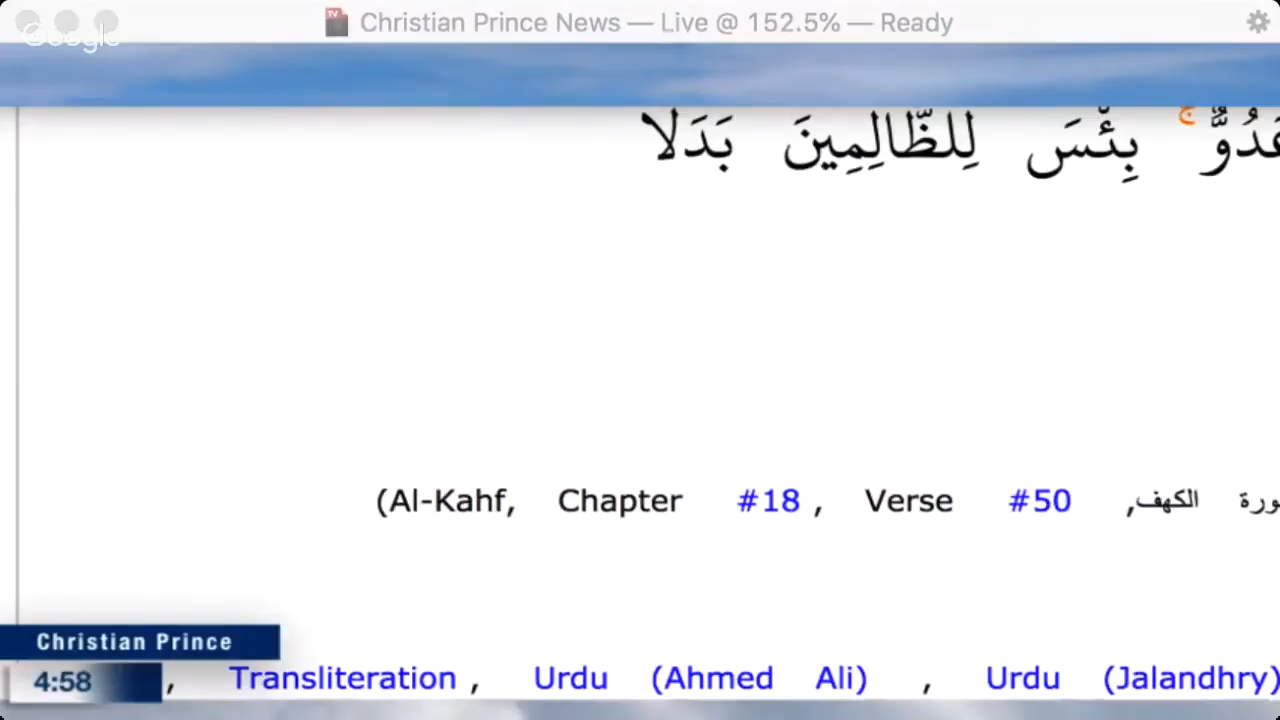 Christian Prince News — Live @ 152.5% — Ready
Google
عَدُوٌّ ۚ بِئْسَ لِلظَّالِمِينَ بَدَلًا
(Al-Kahf, Chapter #18 , Verse #50 ,الكهف
Christian Prince
4:58 , Transliteration , Urdu (Ahmed Ali) , Urdu (Jalandhry)